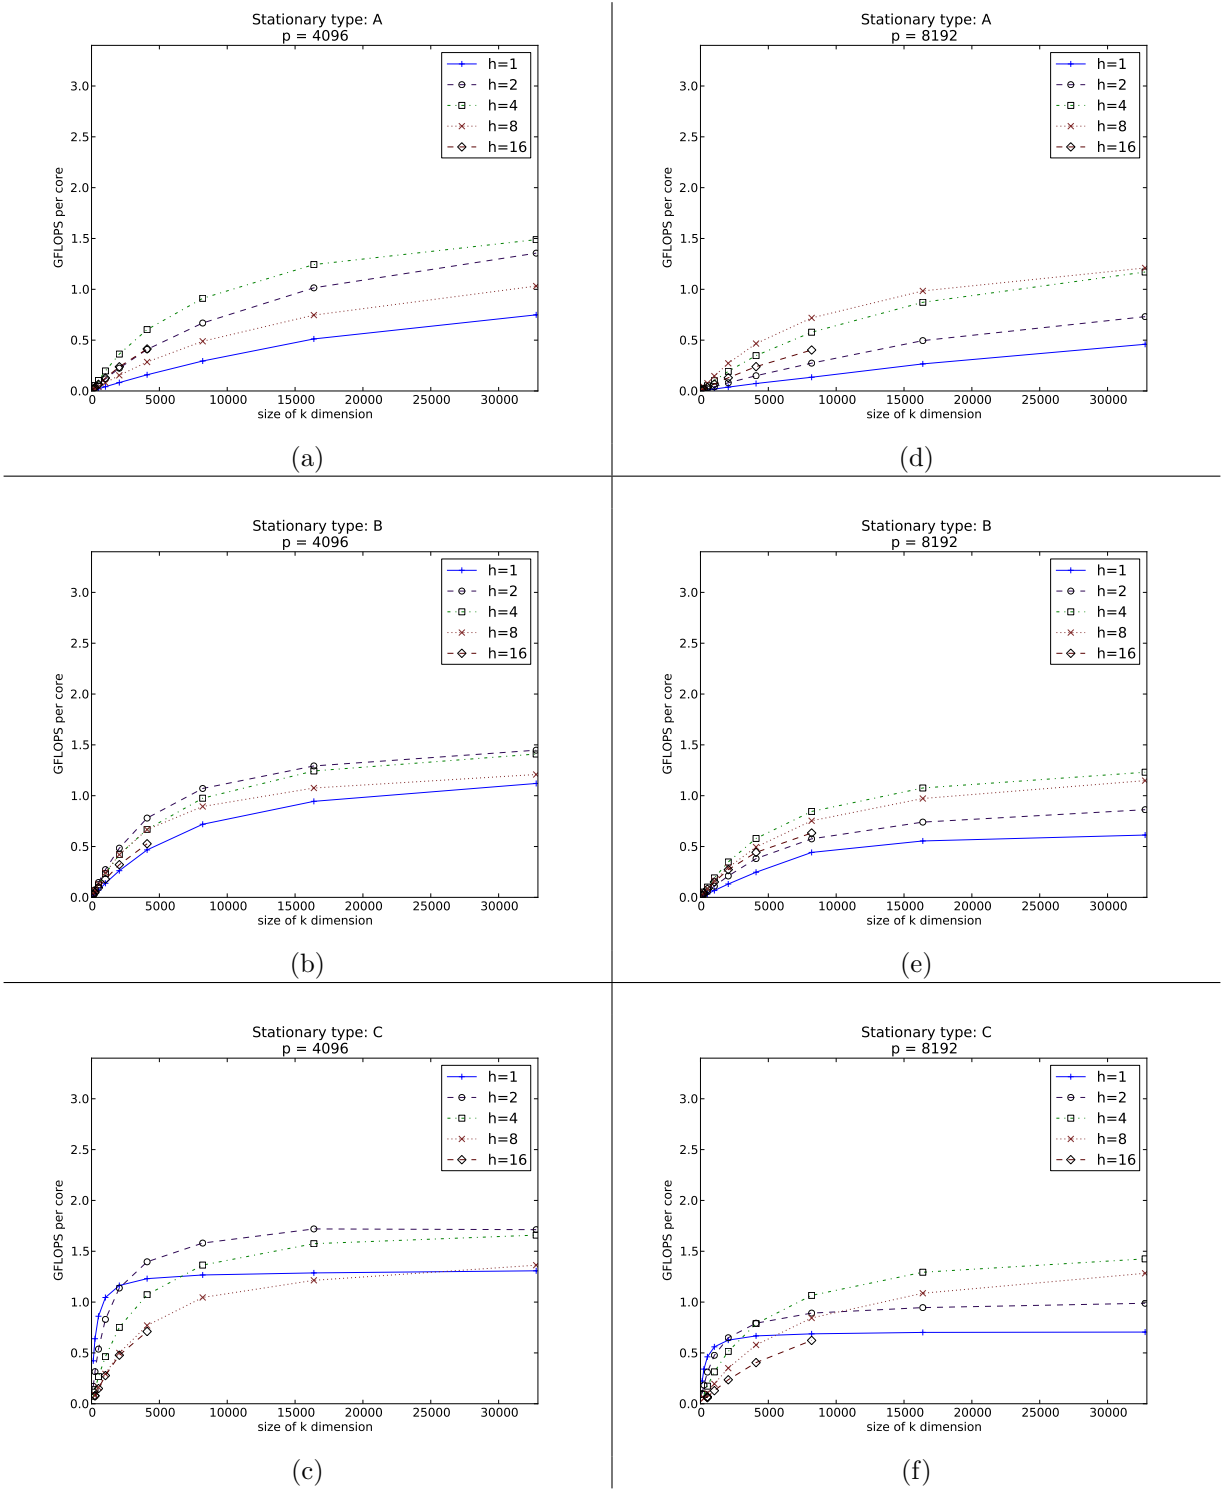 Stationary type: A
p = 4096
h=1
h=2
h=4
h=8
h=16
GFLOPS per core
3.0
2.5
2.0
1.5
1.0
0.5
0.0
0 5000 10000 15000 20000 25000 30000
size of k dimension
(a)
Stationary type: A
p = 8192
h=1
h=2
h=4
h=8
h=16
GFLOPS per core
3.0
2.5
2.0
1.5
1.0
0.5
0.0
0 5000 10000 15000 20000 25000 30000
size of k dimension
(d)
Stationary type: B
p = 4096
h=1
h=2
h=4
h=8
h=16
GFLOPS per core
3.0
2.5
2.0
1.5
1.0
0.5
0.0
0 5000 10000 15000 20000 25000 30000
size of k dimension
(b)
Stationary type: B
p = 8192
h=1
h=2
h=4
h=8
h=16
GFLOPS per core
3.0
2.5
2.0
1.5
1.0
0.5
0.0
0 5000 10000 15000 20000 25000 30000
size of k dimension
(e)
Stationary type: C
p = 4096
h=1
h=2
h=4
h=8
h=16
GFLOPS per core
3.0
2.5
2.0
1.5
1.0
0.5
0.0
0 5000 10000 15000 20000 25000 30000
size of k dimension
(c)
Stationary type: C
p = 8192
h=1
h=2
h=4
h=8
h=16
GFLOPS per core
3.0
2.5
2.0
1.5
1.0
0.5
0.0
0 5000 10000 15000 20000 25000 30000
size of k dimension
(f)